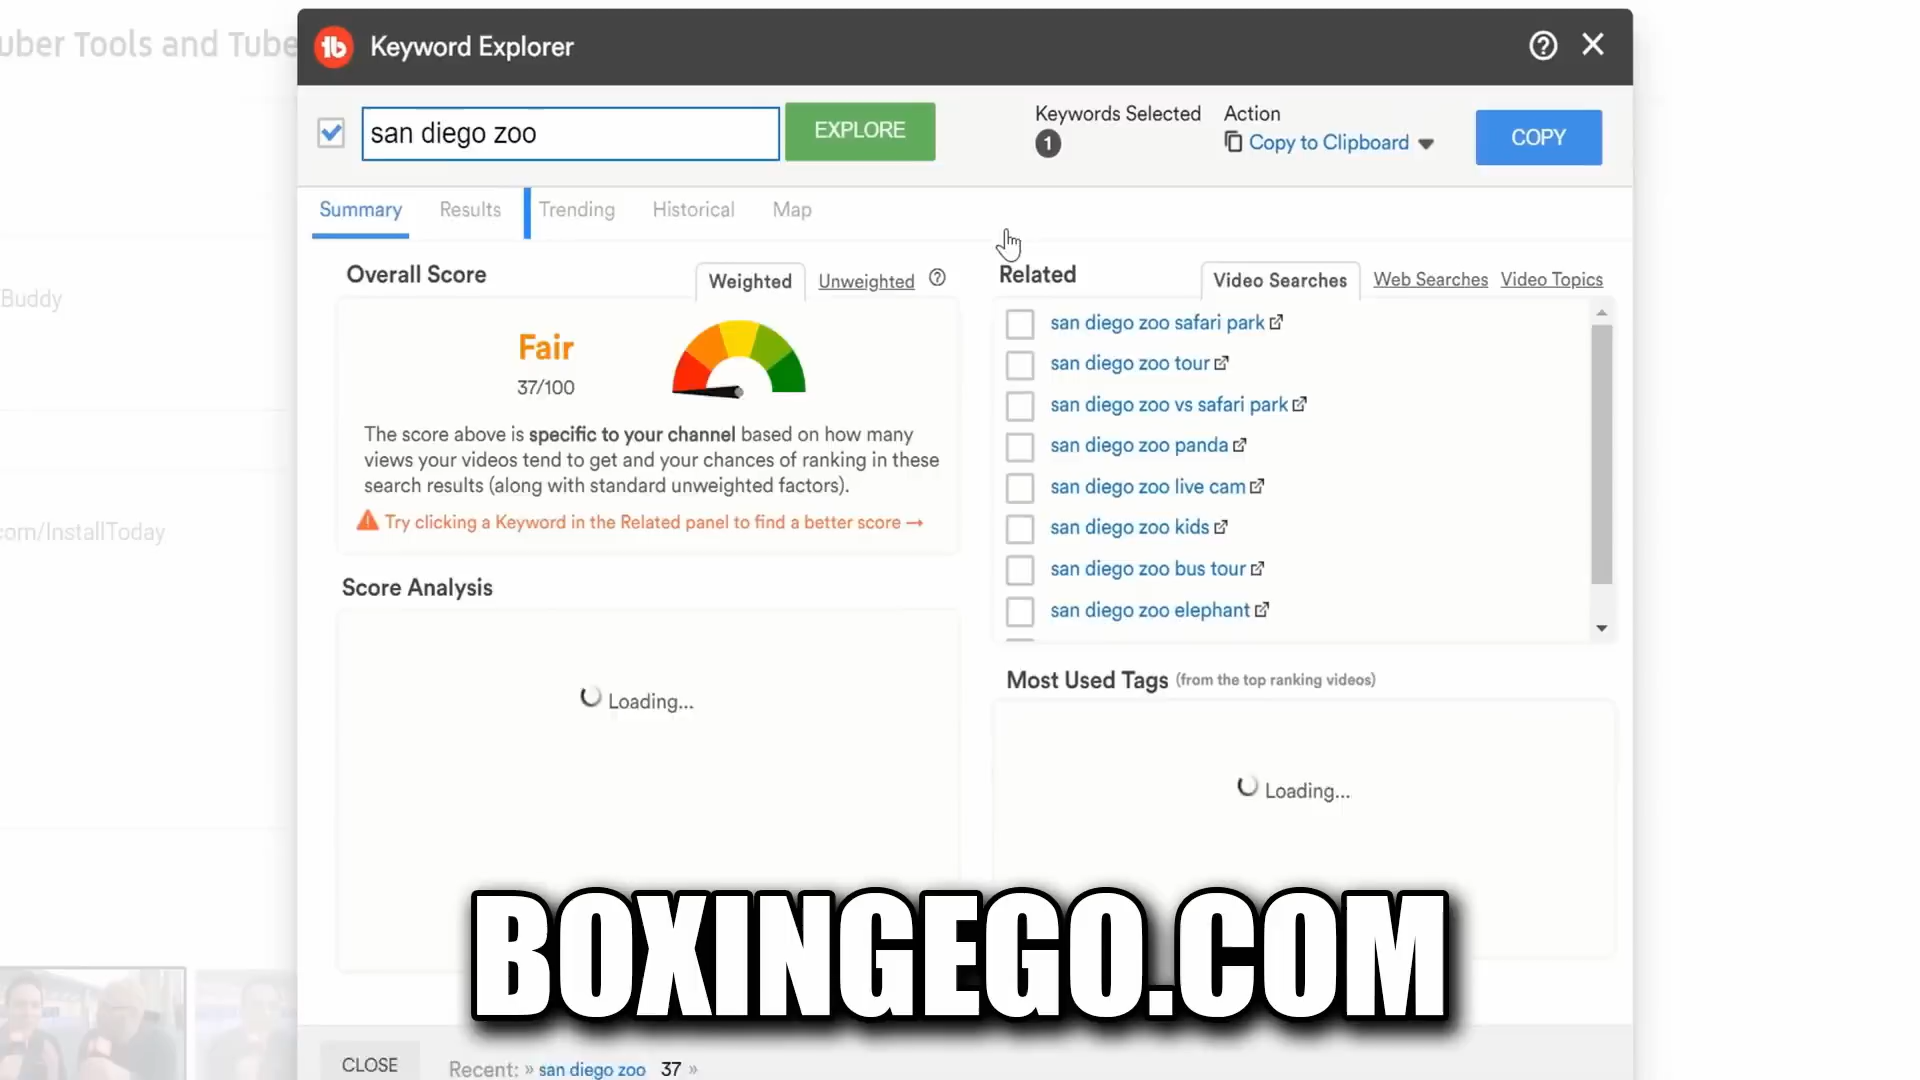 uber Tools and Tube
Keyword Explorer
san diego zoo
EXPLORE
Keywords Selected
1
Action
Copy to Clipboard
COPY
Summary
Results
Trending
Historical
Map
Overall Score
Weighted
Unweighted
Fair
37/100
The score above is specific to your channel based on how many
views your videos tend to get and your chances of ranking in these
search results (along with standard unweighted factors).
Try clicking a Keyword in the Related panel to find a better score →
Score Analysis
Loading...
Related
Video Searches
Web Searches
Video Topics
san diego zoo safari park
san diego zoo tour
san diego zoo vs safari park
san diego zoo panda
san diego zoo live cam
san diego zoo kids
san diego zoo bus tour
san diego zoo elephant
Most Used Tags (from the top ranking videos)
Loading...
Buddy
com/InstallToday
BOXINGEGO.COM
CLOSE
Recent: » san diego zoo 37 »